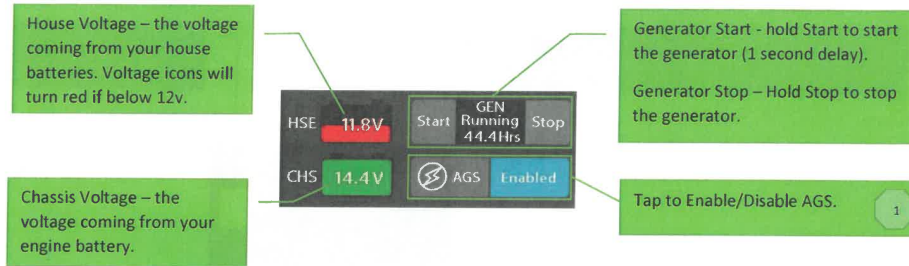 House Voltage – the voltage
coming from your house
batteries. Voltage icons will
turn red if below 12v.
Generator Start - hold Start to start
the generator (1 second delay).
Generator Stop – Hold Stop to stop
the generator.
HSE 11.8V Start GEN Running 44.4Hrs Stop
CHS 14.4V AGS Enabled
Chassis Voltage – the
voltage coming from your
engine battery.
Tap to Enable/Disable AGS.
1